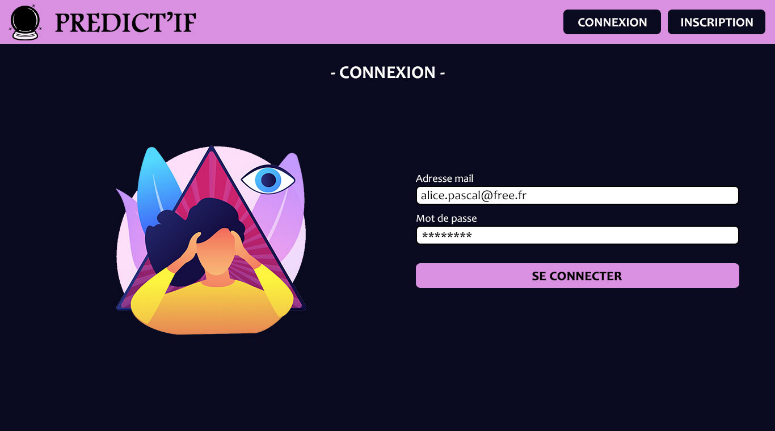 PREDICT'IF
CONNEXION
INSCRIPTION
- CONNEXION -
Adresse mail
alice.pascal@free.fr
Mot de passe
********
SE CONNECTER